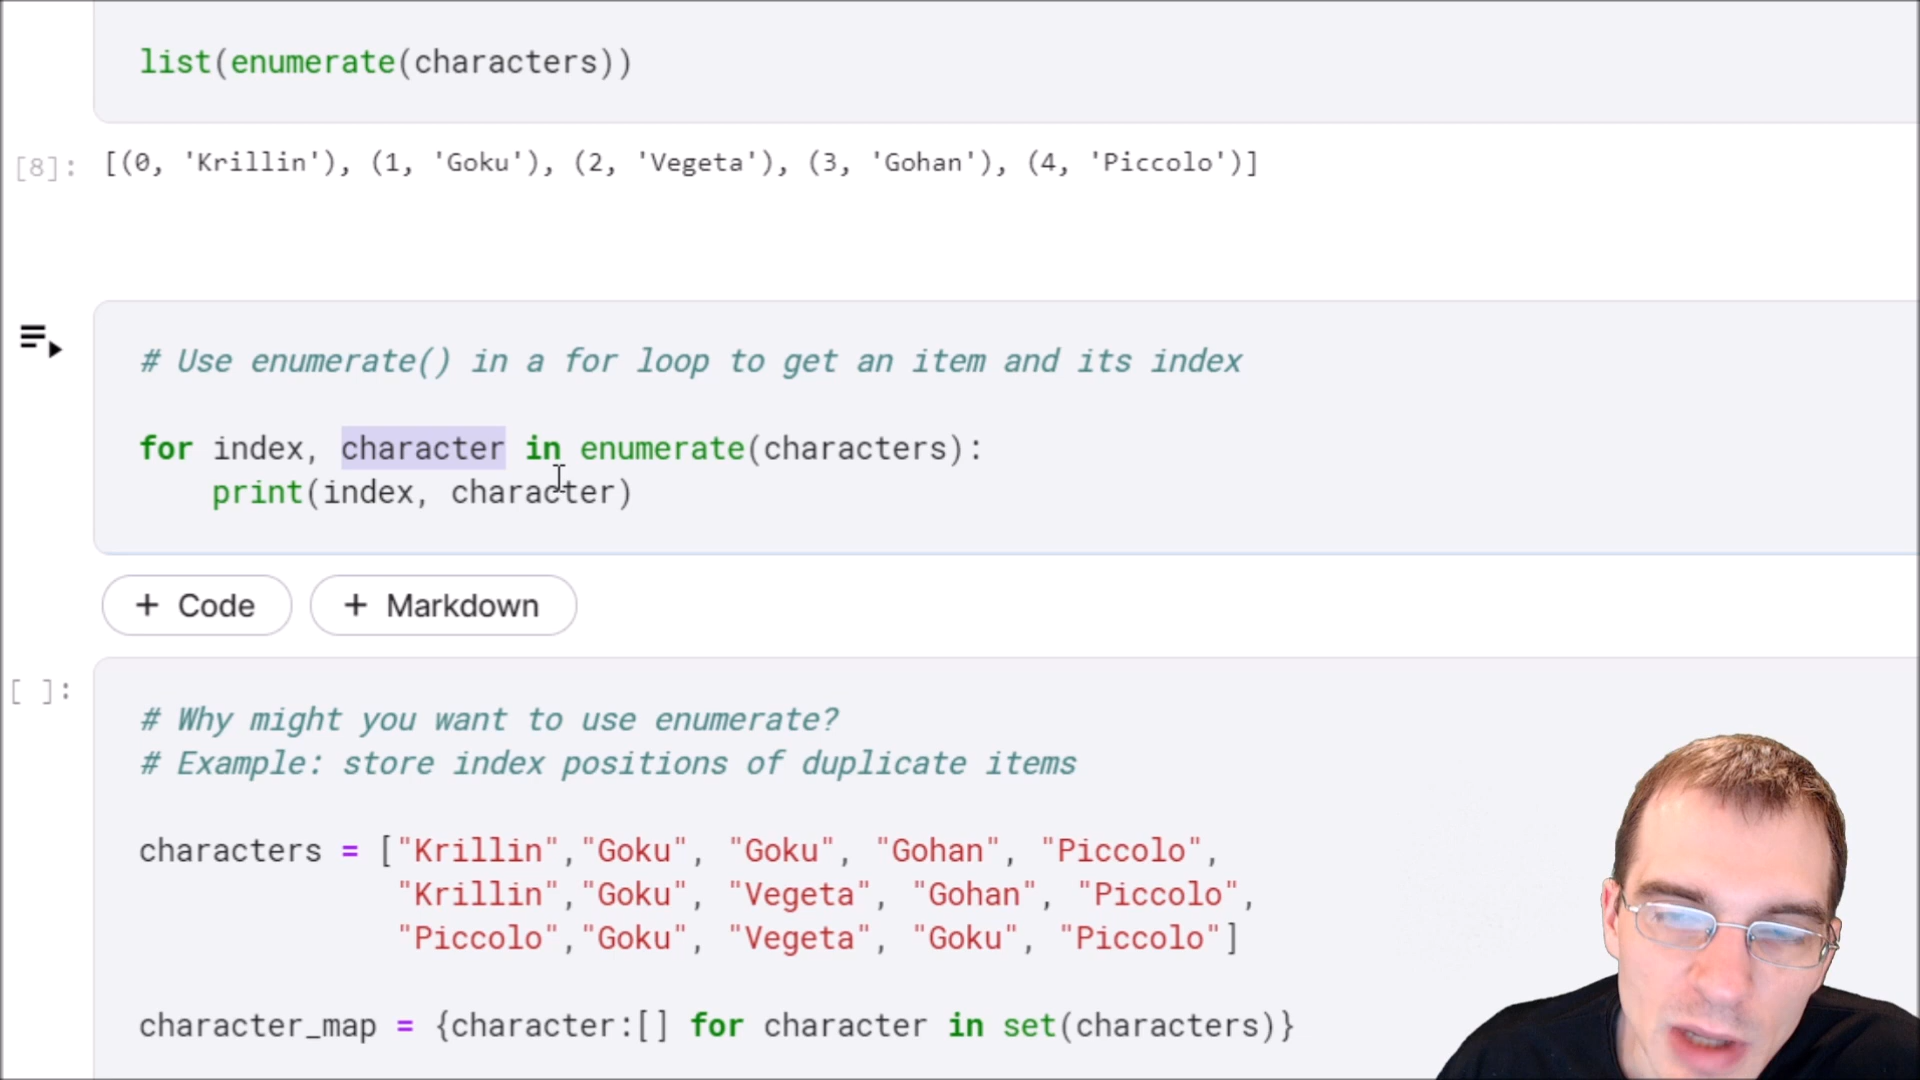 list(enumerate(characters))
[8]: [(0, 'Krillin'), (1, 'Goku'), (2, 'Vegeta'), (3, 'Gohan'), (4, 'Piccolo')]
# Use enumerate() in a for loop to get an item and its index
for index, character in enumerate(characters):
    print(index, character)
+ Code + Markdown
[ ]:
# Why might you want to use enumerate?
# Example: store index positions of duplicate items
characters = ["Krillin","Goku", "Goku", "Gohan", "Piccolo",
              "Krillin","Goku", "Vegeta", "Gohan", "Piccolo",
              "Piccolo","Goku", "Vegeta", "Goku", "Piccolo"]
character_map = {character:[] for character in set(characters)}